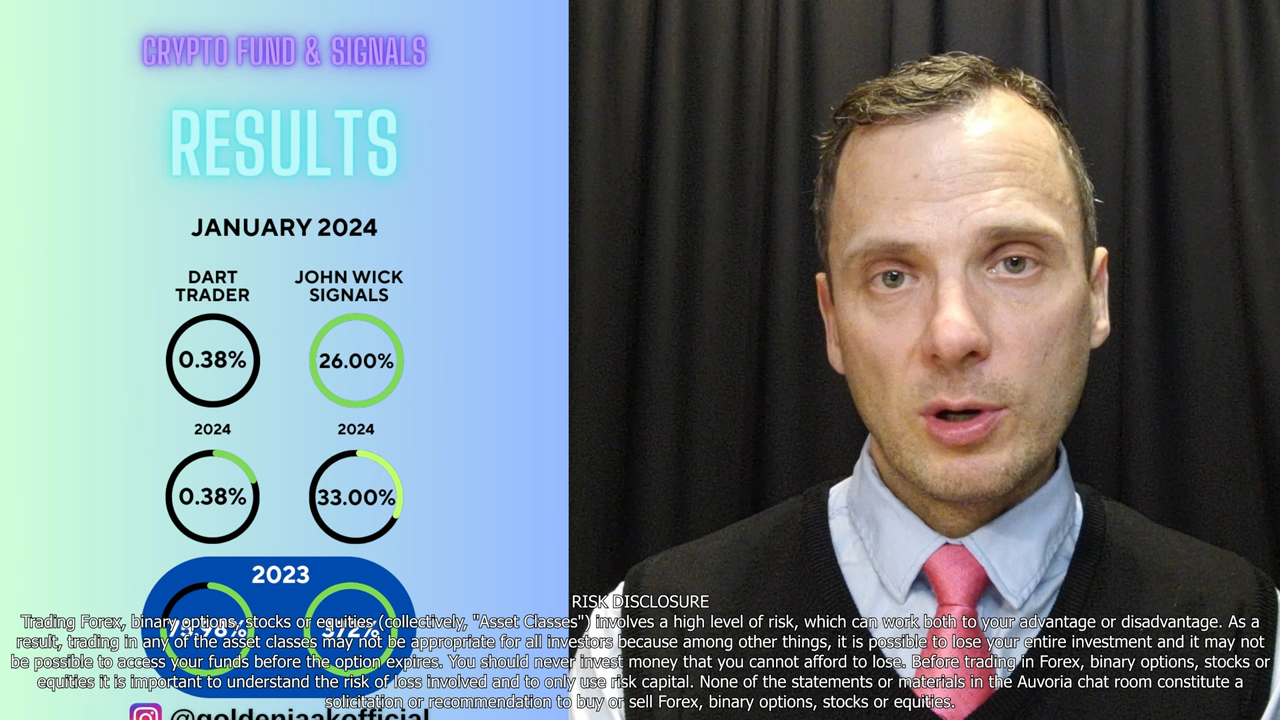 CRYPTO FUND & SIGNALS
RESULTS
JANUARY 2024
DART
TRADER
JOHN WICK
SIGNALS
0.38%
26.00%
2024
2024
0.38%
33.00%
2023
372%
@goldenjaakofficial
RISK DISCLOSURE
Trading Forex, binary options, stocks or equities (collectively, "Asset Classes") involves a high level of risk, which can work both to your advantage or disadvantage. As a
result, trading in any of the asset classes may not be appropriate for all investors because among other things, it is possible to lose your entire investment and it may not
be possible to access your funds before the option expires. You should never invest money that you cannot afford to lose. Before trading in Forex, binary options, stocks or
equities it is important to understand the risk of loss involved and to only use risk capital. None of the statements or materials in the Auvoria chat room constitute a
solicitation or recommendation to buy or sell Forex, binary options, stocks or equities.